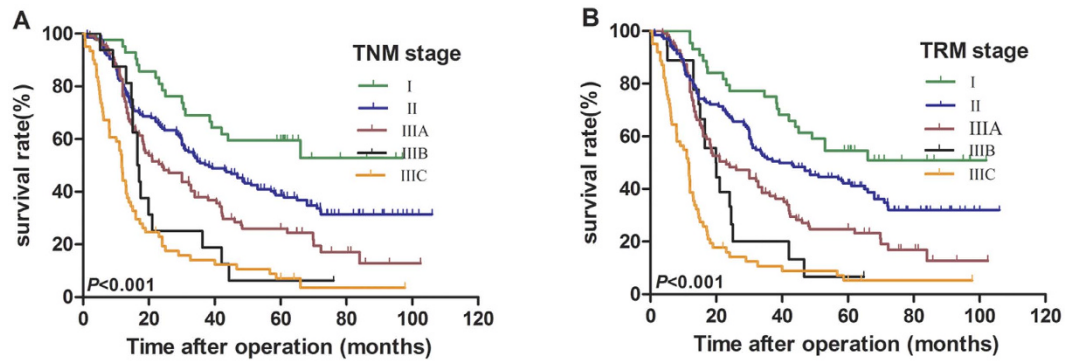 A
TNM stage
I
II
IIIA
IIIB
IIIC
survival rate(%)
100
80
60
40
20
0
P<0.001
0 20 40 60 80 100 120
Time after operation (months)
B
TRM stage
I
II
IIIA
IIIB
IIIC
survival rate(%)
100
80
60
40
20
0
P<0.001
0 20 40 60 80 100 120
Time after operation (months)